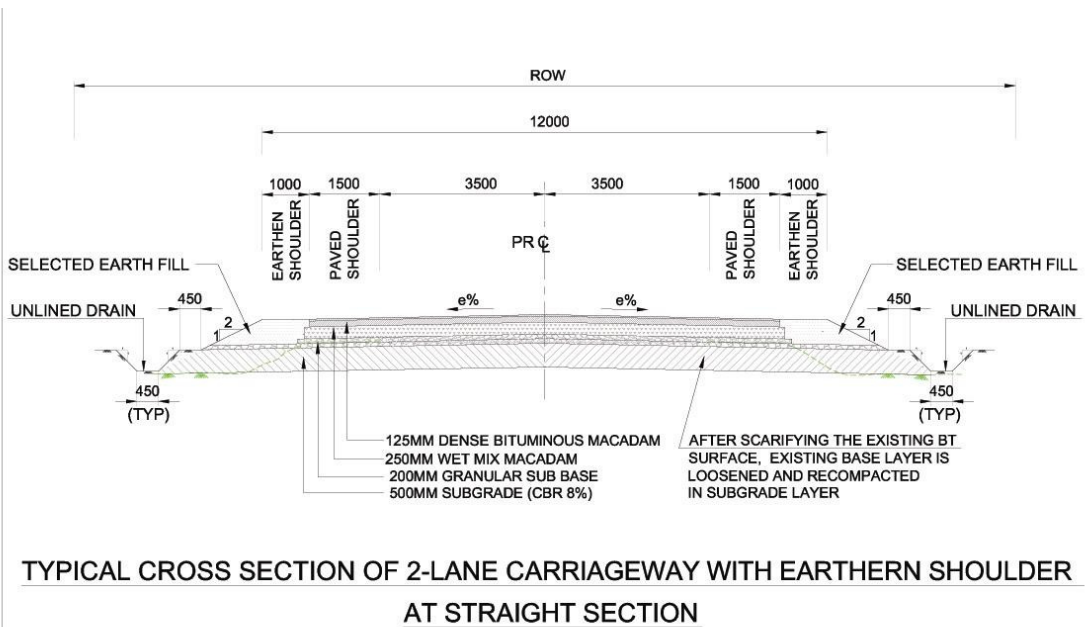 ROW
12000
1000
1500
3500
3500
1500
1000
EARTHEN
SHOULDER
PAVED
SHOULDER
PR ℄
PAVED
SHOULDER
EARTHEN
SHOULDER
SELECTED EARTH FILL
SELECTED EARTH FILL
450
450
UNLINED DRAIN
UNLINED DRAIN
e%
e%
2
1
2
1
450
(TYP)
450
(TYP)
125MM DENSE BITUMINOUS MACADAM
250MM WET MIX MACADAM
200MM GRANULAR SUB BASE
500MM SUBGRADE (CBR 8%)
AFTER SCARIFYING THE EXISTING BT
SURFACE, EXISTING BASE LAYER IS
LOOSENED AND RECOMPACTED
IN SUBGRADE LAYER
TYPICAL CROSS SECTION OF 2-LANE CARRIAGEWAY WITH EARTHERN SHOULDER
AT STRAIGHT SECTION